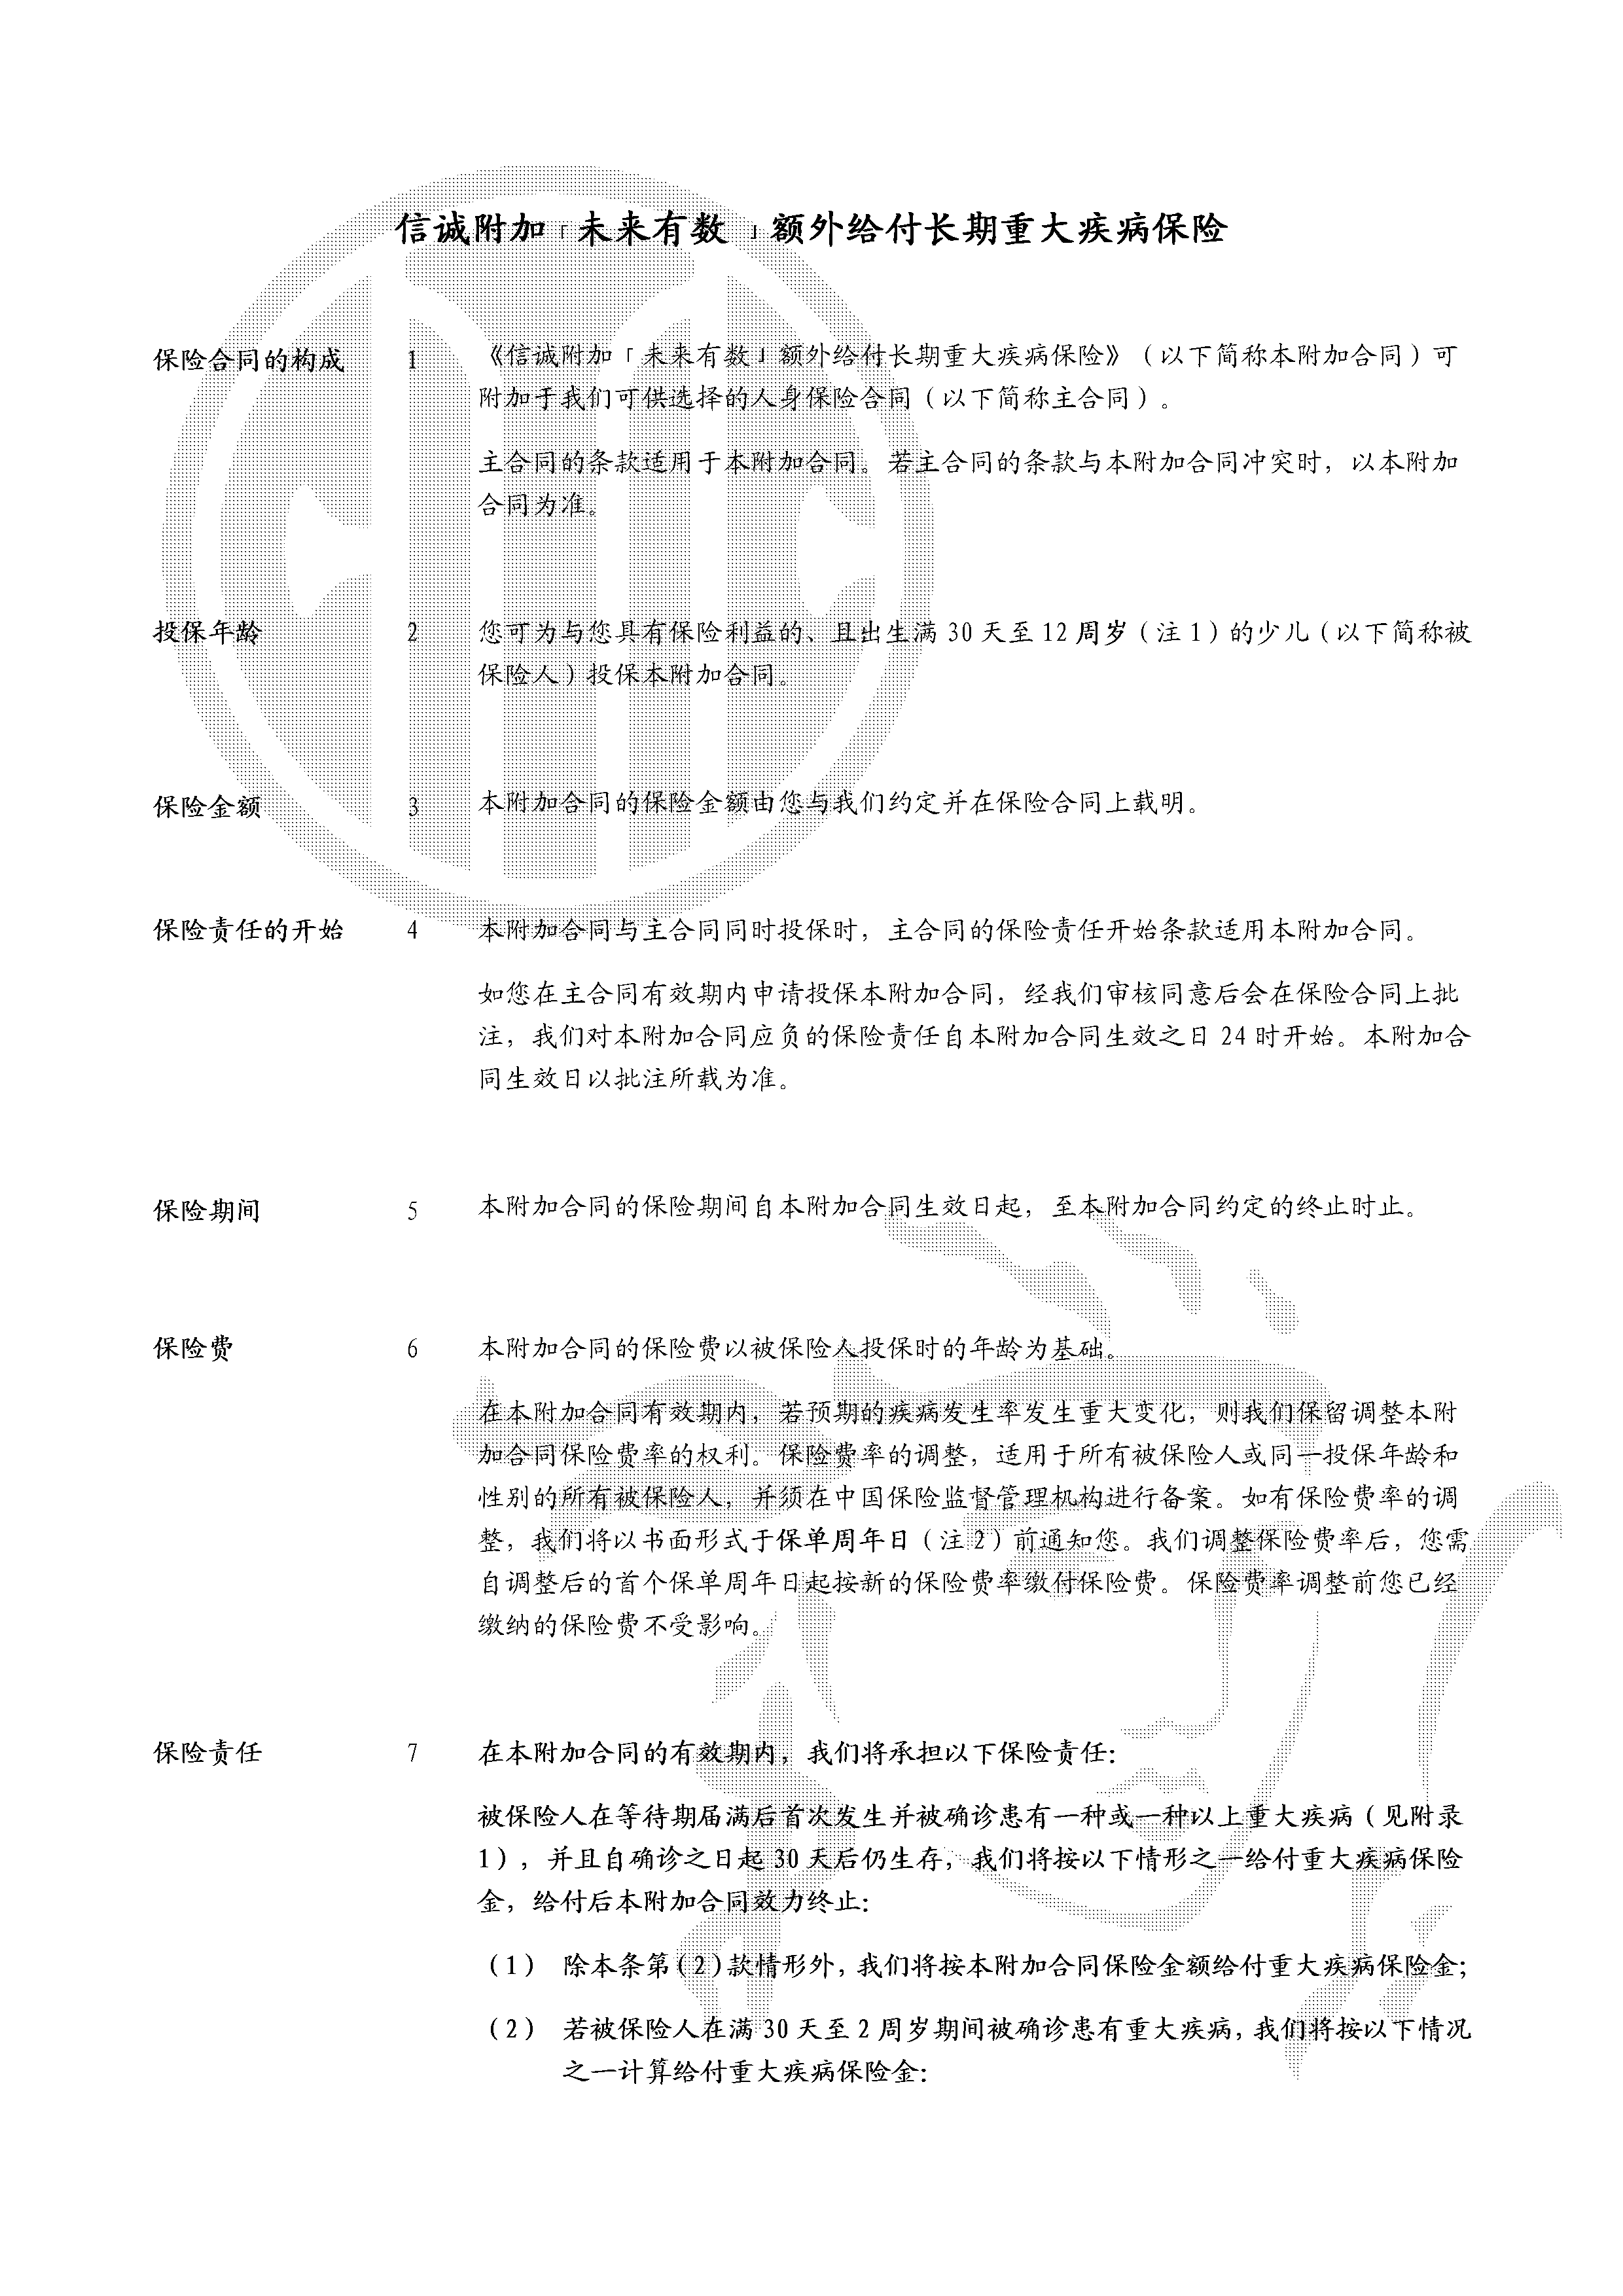 信诚附加「未来有数」额外给付长期重大疾病保险
保险合同的构成 1 《信诚附加「未来有数」额外给付长期重大疾病保险》（以下简称本附加合同）可
附加于我们可供选择的人身保险合同（以下简称主合同）。
主合同的条款适用于本附加合同。若主合同的条款与本附加合同冲突时，以本附加
合同为准。
投保年龄 2 您可为与您具有保险利益的、且出生满 30 天至 12 周岁（注 1）的少儿（以下简称被
保险人）投保本附加合同。
保险金额 3 本附加合同的保险金额由您与我们约定并在保险合同上载明。
保险责任的开始 4 本附加合同与主合同同时投保时，主合同的保险责任开始条款适用本附加合同。
如您在主合同有效期内申请投保本附加合同，经我们审核同意后会在保险合同上批
注，我们对本附加合同应负的保险责任自本附加合同生效之日 24 时开始。本附加合
同生效日以批注所载为准。
保险期间 5 本附加合同的保险期间自本附加合同生效日起，至本附加合同约定的终止时止。
保险费 6 本附加合同的保险费以被保险人投保时的年龄为基础。
在本附加合同有效期内，若预期的疾病发生率发生重大变化，则我们保留调整本附
加合同保险费率的权利。保险费率的调整，适用于所有被保险人或同一投保年龄和
性别的所有被保险人，并须在中国保险监督管理机构进行备案。如有保险费率的调
整，我们将以书面形式于保单周年日（注 2）前通知您。我们调整保险费率后，您需
自调整后的首个保单周年日起按新的保险费率缴付保险费。保险费率调整前您已经
缴纳的保险费不受影响。
保险责任 7 在本附加合同的有效期内，我们将承担以下保险责任：
被保险人在等待期届满后首次发生并被确诊患有一种或一种以上重大疾病（见附录
1），并且自确诊之日起 30 天后仍生存，我们将按以下情形之一给付重大疾病保险
金，给付后本附加合同效力终止：
（1） 除本条第（2）款情形外，我们将按本附加合同保险金额给付重大疾病保险金；
（2） 若被保险人在满 30 天至 2 周岁期间被确诊患有重大疾病，我们将按以下情况
之一计算给付重大疾病保险金：